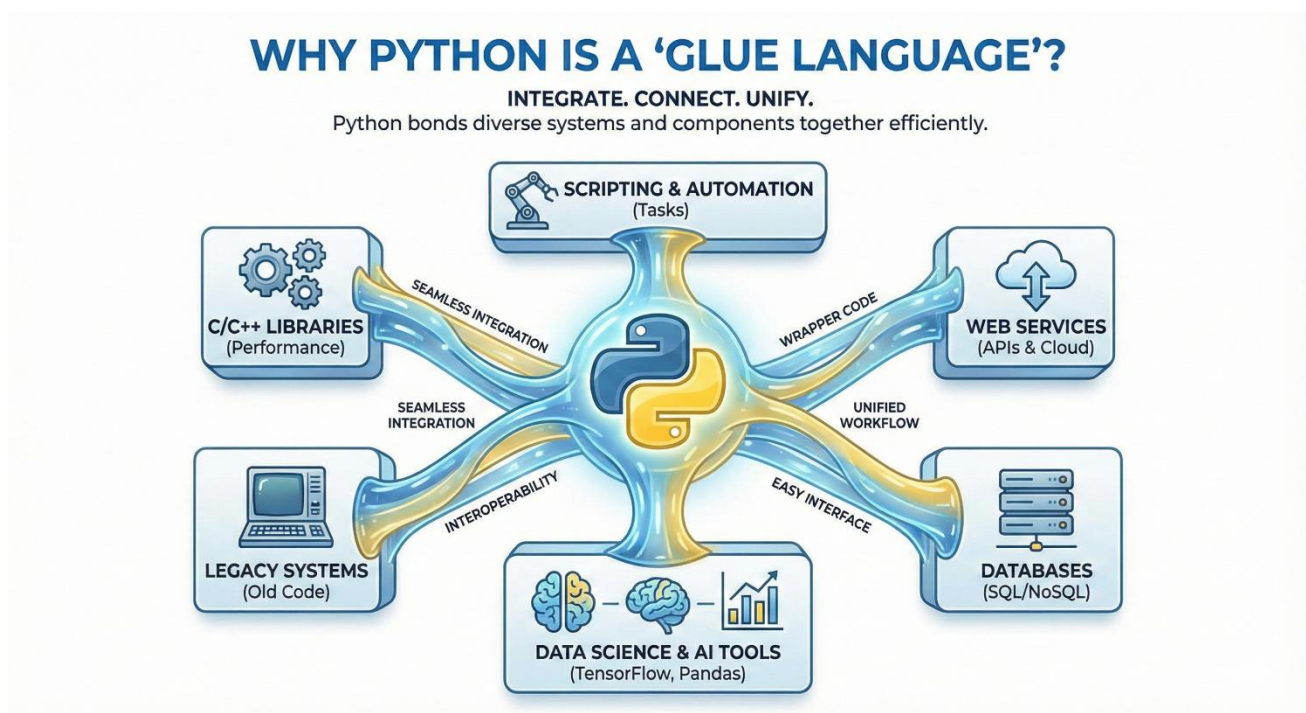 WHY PYTHON IS A ‘GLUE LANGUAGE’?
INTEGRATE. CONNECT. UNIFY.
Python bonds diverse systems and components together efficiently.
SCRIPTING & AUTOMATION
(Tasks)
C/C++ LIBRARIES
(Performance)
SEAMLESS INTEGRATION
WRAPPER CODE
WEB SERVICES
(APIs & Cloud)
SEAMLESS
INTEGRATION
UNIFIED
WORKFLOW
LEGACY SYSTEMS
(Old Code)
INTEROPERABILITY
EASY INTERFACE
DATABASES
(SQL/NoSQL)
DATA SCIENCE & AI TOOLS
(TensorFlow, Pandas)